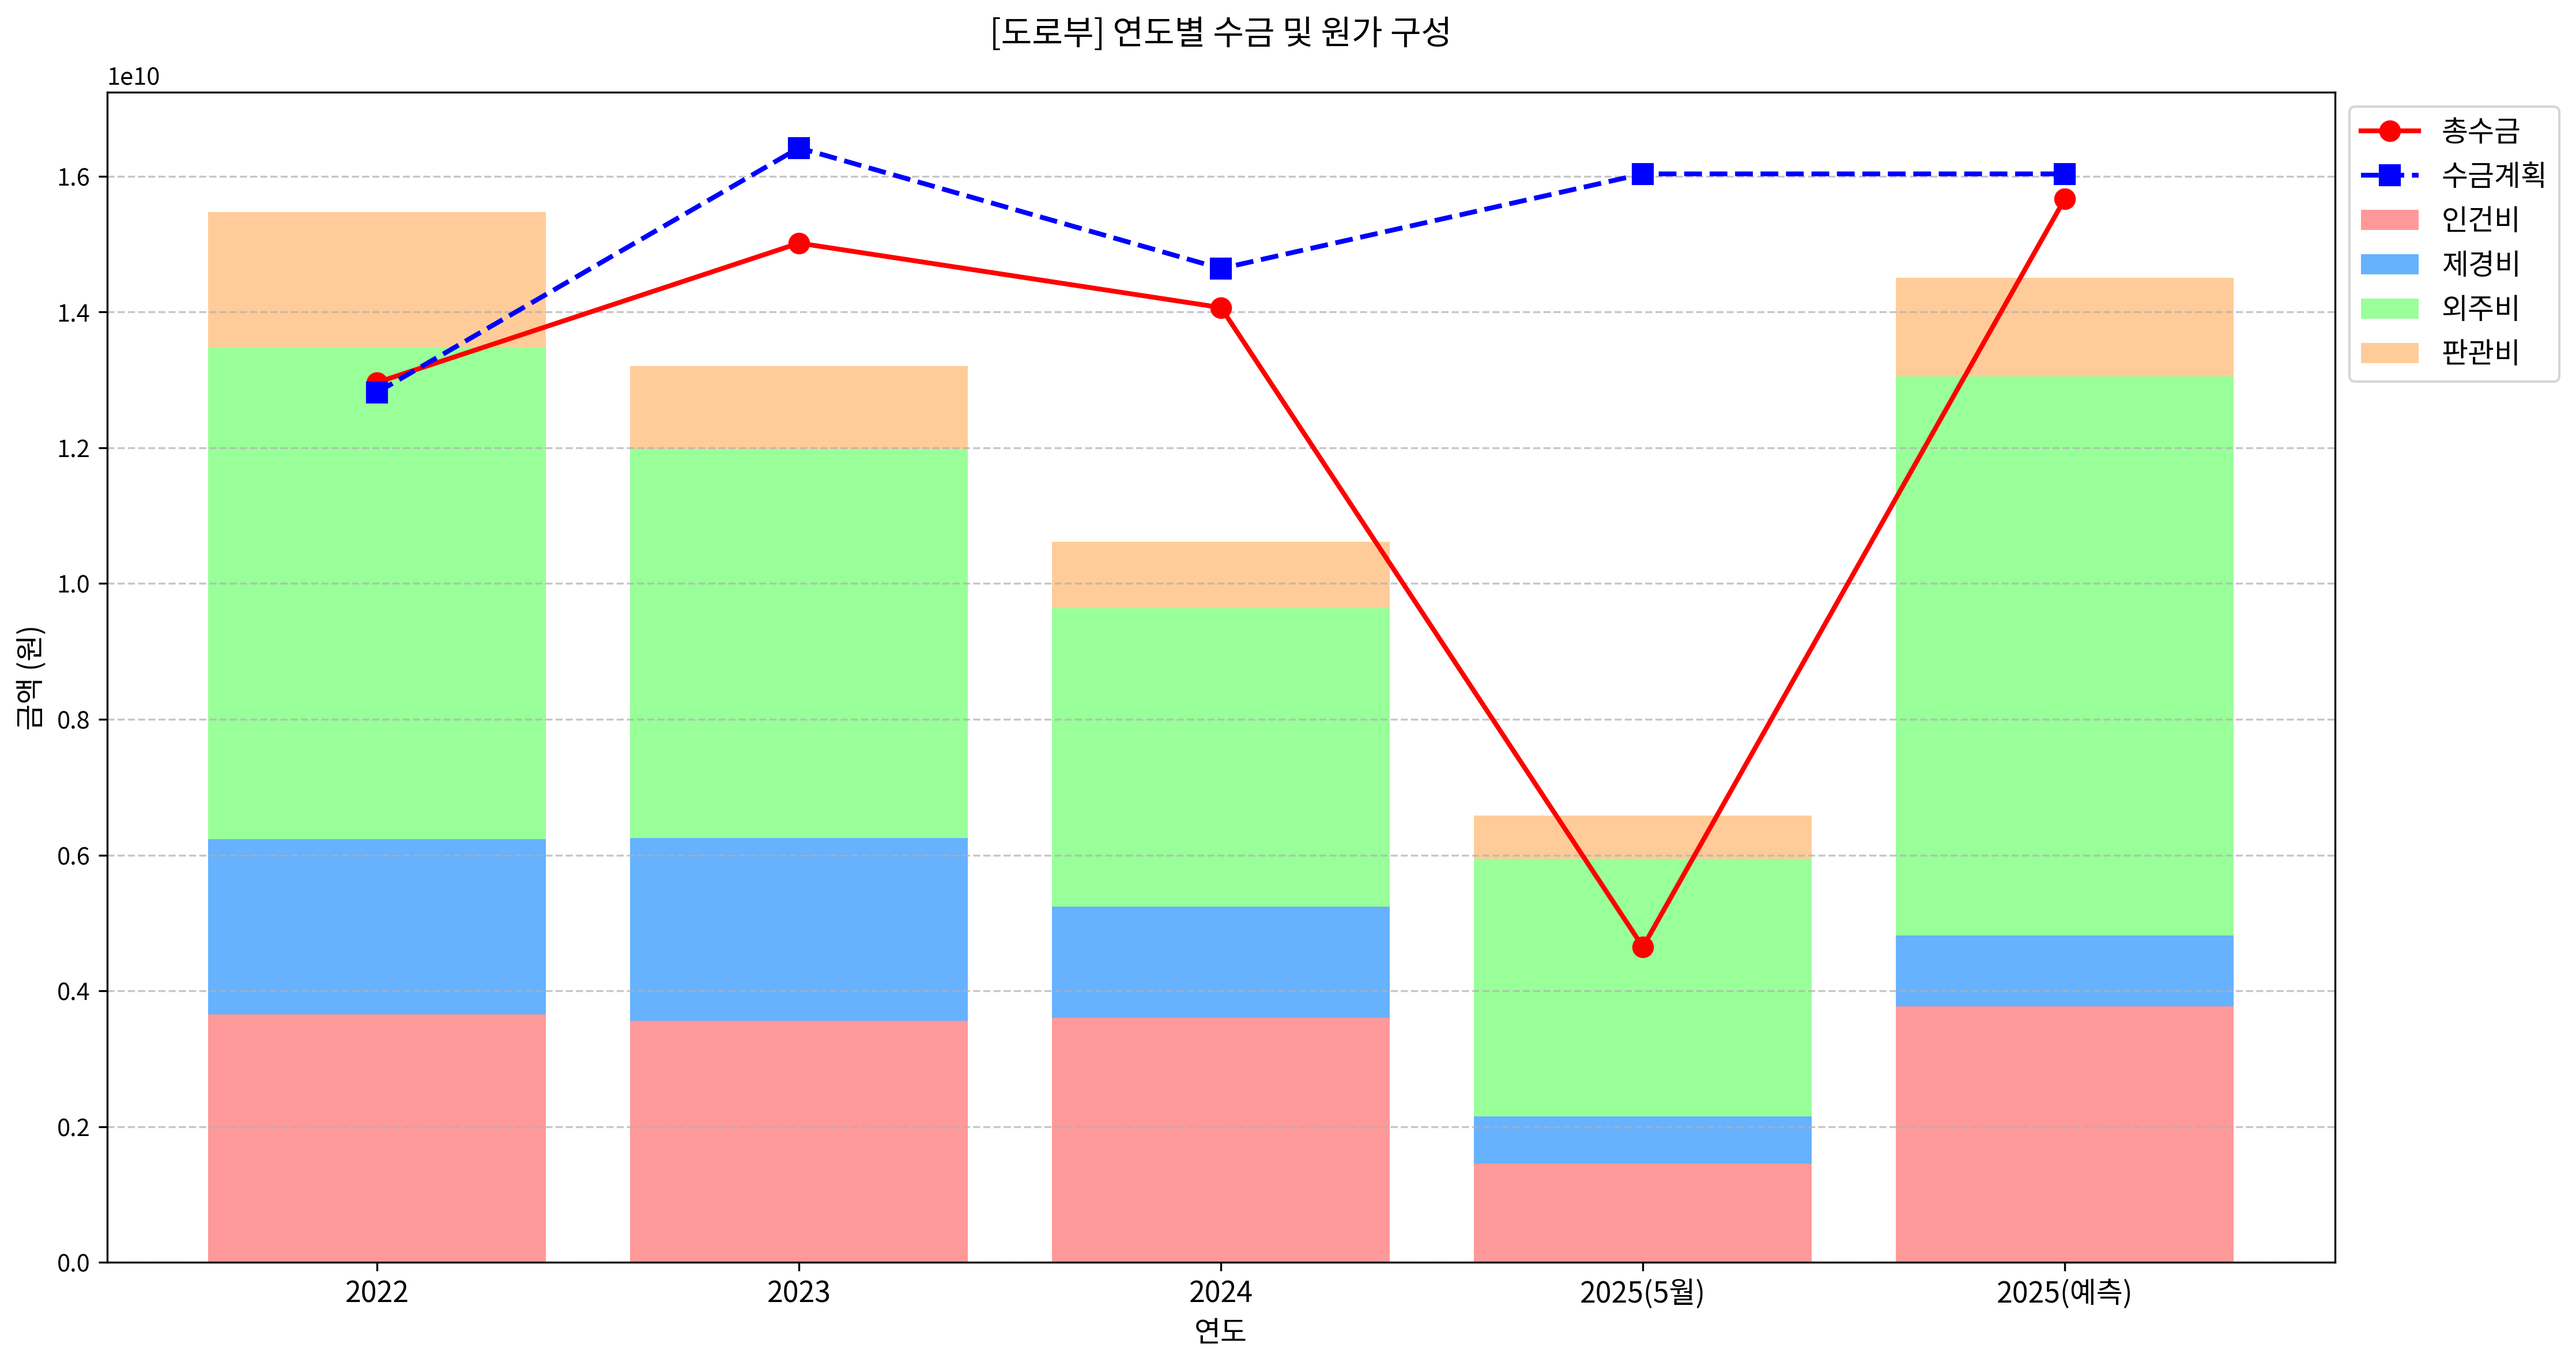 [도로부] 연도별 수금 및 원가 구성
1e10
1.6
1.4
1.2
1.0
0.8
0.6
0.4
0.2
0.0
금액 (원)
2022
2023
2024
2025(5월)
2025(예측)
연도
총수금
수금계획
인건비
제경비
외주비
판관비